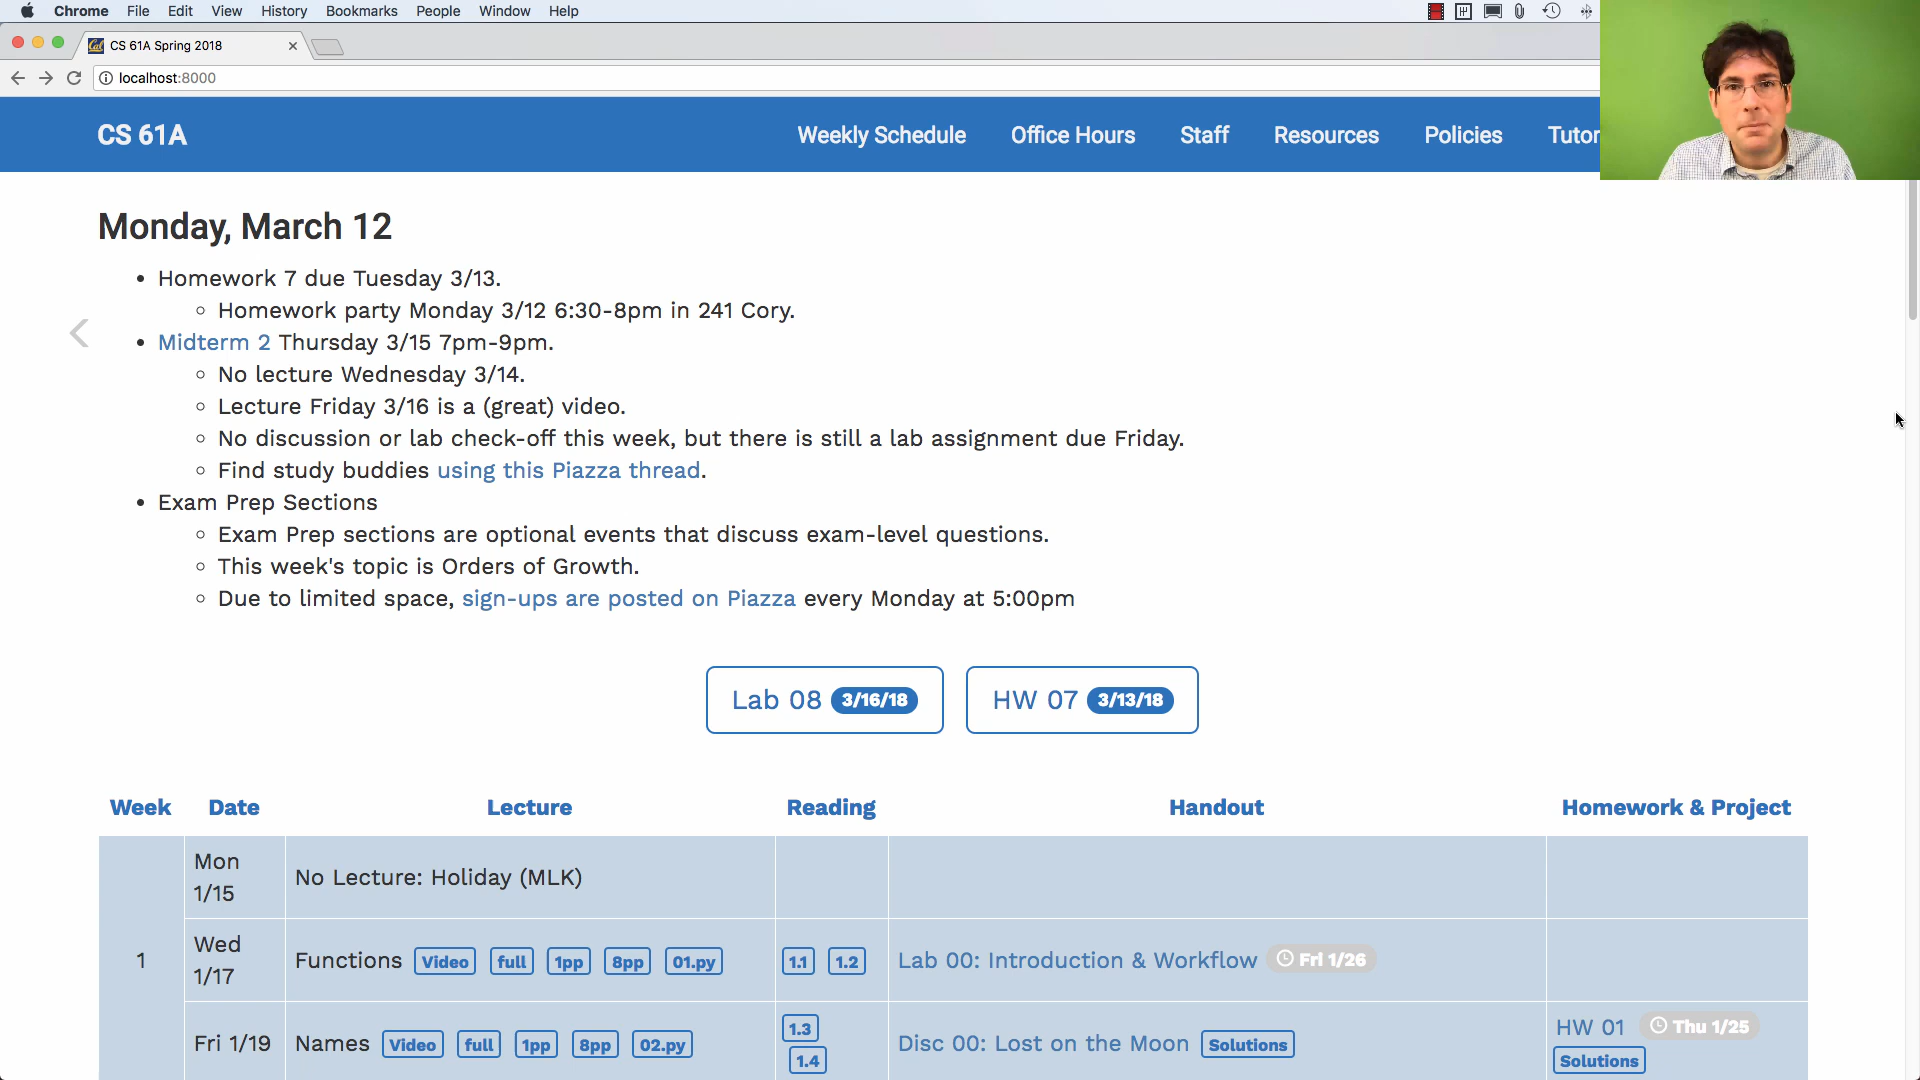 Chrome File Edit View History Bookmarks People Window Help
CS 61A Spring 2018
localhost:8000
CS 61A Weekly Schedule Office Hours Staff Resources Policies Tutor
Monday, March 12
Homework 7 due Tuesday 3/13.
Homework party Monday 3/12 6:30-8pm in 241 Cory.
Midterm 2 Thursday 3/15 7pm-9pm.
No lecture Wednesday 3/14.
Lecture Friday 3/16 is a (great) video.
No discussion or lab check-off this week, but there is still a lab assignment due Friday.
Find study buddies using this Piazza thread.
Exam Prep Sections
Exam Prep sections are optional events that discuss exam-level questions.
This week's topic is Orders of Growth.
Due to limited space, sign-ups are posted on Piazza every Monday at 5:00pm
Lab 08 3/16/18 HW 07 3/13/18
Week Date Lecture Reading Handout Homework & Project
Mon
1/15
No Lecture: Holiday (MLK)
1
Wed
1/17
Functions Video full 1pp 8pp 01.py 1.1 1.2 Lab 00: Introduction & Workflow Fri 1/26
Fri 1/19 Names Video full 1pp 8pp 02.py
1.3
1.4
Disc 00: Lost on the Moon Solutions
HW 01 Thu 1/25
Solutions